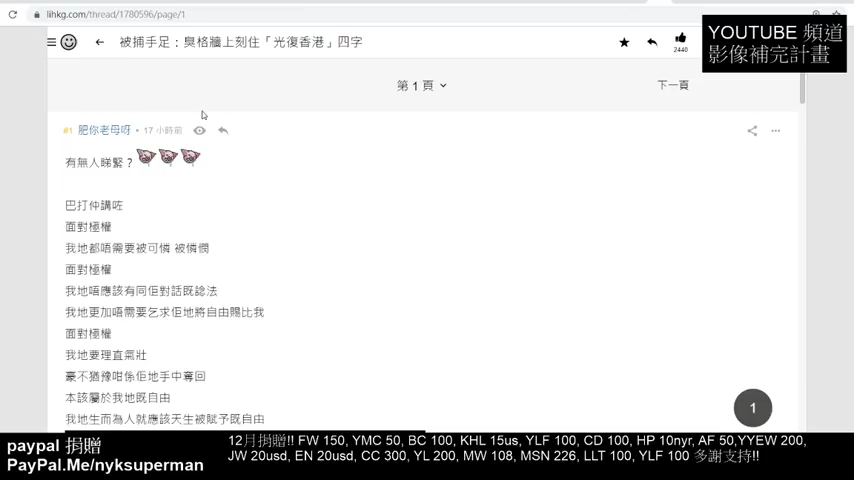 lihkg.com/thread/1780596/page/1
被捕手足：臭格牆上刻住「光復香港」四字
2440
YOUTUBE 頻道
影像補完計畫
第 1 頁
下一頁
#1 肥你老母呀 • 17 小時前
有無人睇緊？
巴打仲講咗
面對極權
我地都唔需要被可憐 被憐憫
面對極權
我地唔應該有同佢對話既諗法
我地更加唔需要乞求佢地將自由賜比我
面對極權
我地要理直氣壯
豪不猶豫咁係佢地手中奪回
本該屬於我地既自由
我地生而為人就應該天生被賦予既自由
1
paypal 捐贈
PayPal.Me/nyksuperman
12月捐贈!! FW 150, YMC 50, BC 100, KHL 15us, YLF 100, CD 100, HP 10nyr, AF 50,YYEW 200,
JW 20usd, EN 20usd, CC 300, YL 200, MW 108, MSN 226, LLT 100, YLF 100 多謝支持!!